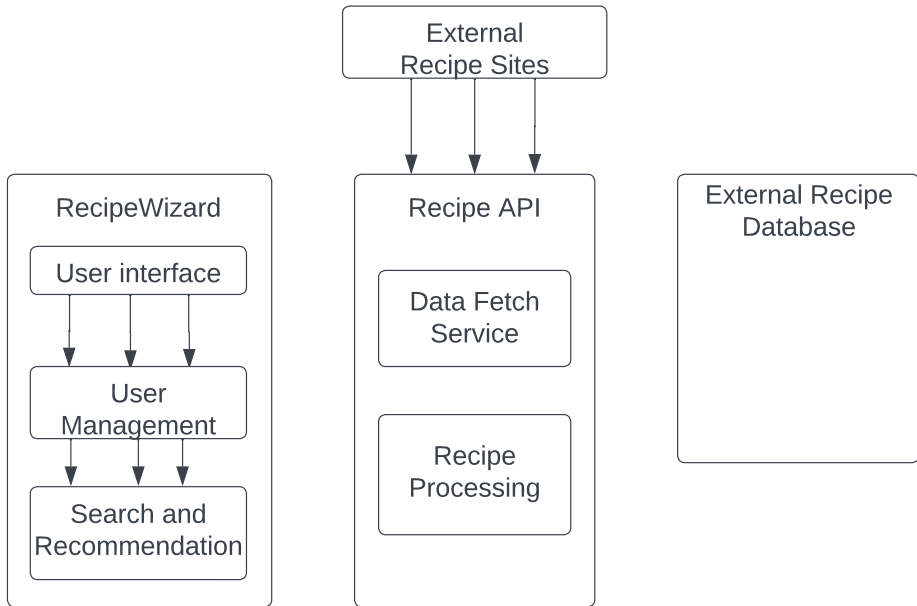 External
Recipe Sites
RecipeWizard
User interface
User
Management
Search and
Recommendation
Recipe API
Data Fetch
Service
Recipe
Processing
External Recipe
Database